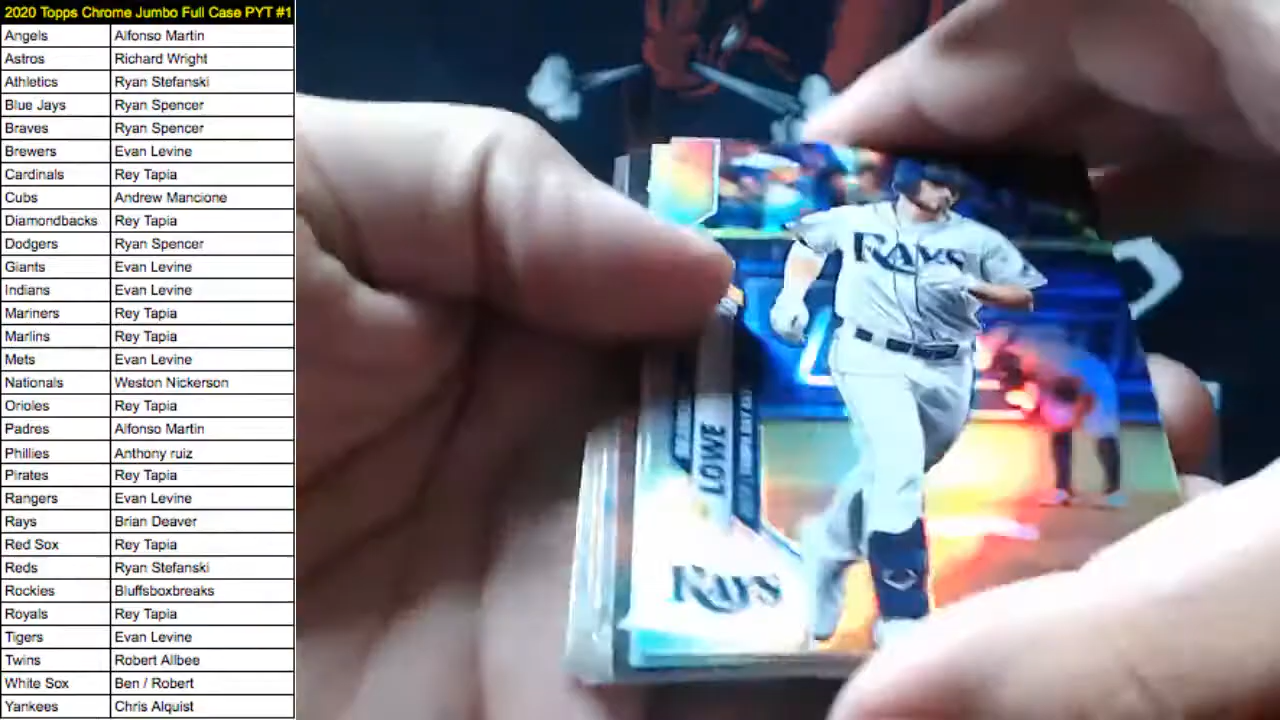 2020 Topps Chrome Jumbo Full Case PYT #1
Angels Alfonso Martin
Astros Richard Wright
Athletics Ryan Stefanski
Blue Jays Ryan Spencer
Braves Ryan Spencer
Brewers Evan Levine
Cardinals Rey Tapia
Cubs Andrew Mancione
Diamondbacks Rey Tapia
Dodgers Ryan Spencer
Giants Evan Levine
Indians Evan Levine
Mariners Rey Tapia
Marlins Rey Tapia
Mets Evan Levine
Nationals Weston Nickerson
Orioles Rey Tapia
Padres Alfonso Martin
Phillies Anthony ruiz
Pirates Rey Tapia
Rangers Evan Levine
Rays Brian Deaver
Red Sox Rey Tapia
Reds Ryan Stefanski
Rockies Bluffsboxbreaks
Royals Rey Tapia
Tigers Evan Levine
Twins Robert Allbee
White Sox Ben / Robert
Yankees Chris Alquist
RAYS
LOWE
RAYS